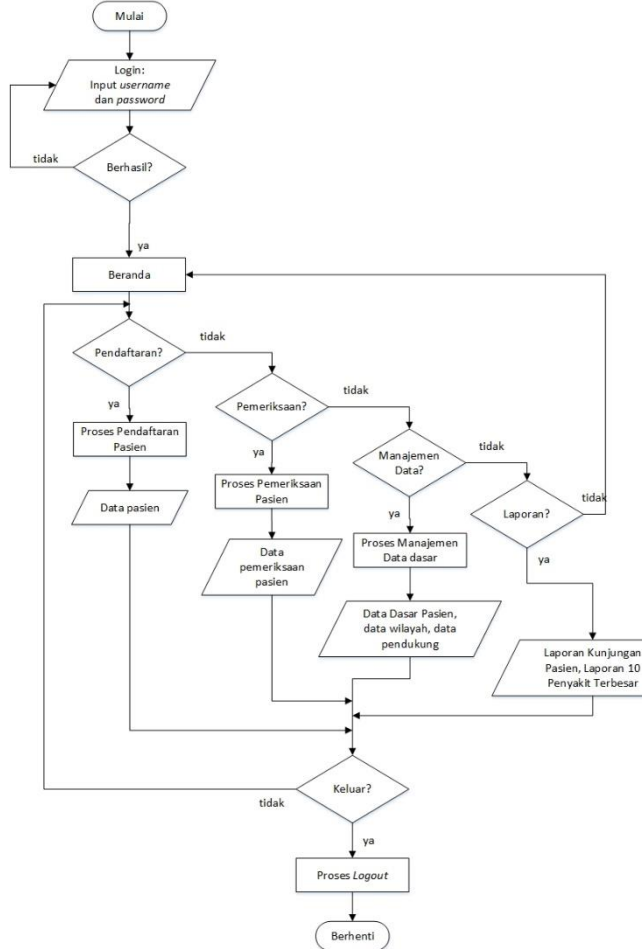 Mulai
Login:
Input username
dan password
tidak
Berhasil?
ya
Beranda
tidak
Pendaftaran?
tidak
Pemeriksaan?
ya
tidak
Proses Pendaftaran
Pasien
ya
Manajemen
Data?
tidak
Proses Pemeriksaan
Pasien
Data pasien
Laporan?
ya
Proses Manajemen
Data dasar
ya
Data
pemeriksaan
pasien
Data Dasar Pasien,
data wilayah, data
pendukung
Laporan Kunjungan
Pasien, Laporan 10
Penyakit Terbesar
Keluar?
tidak
ya
Proses Logout
Berhenti